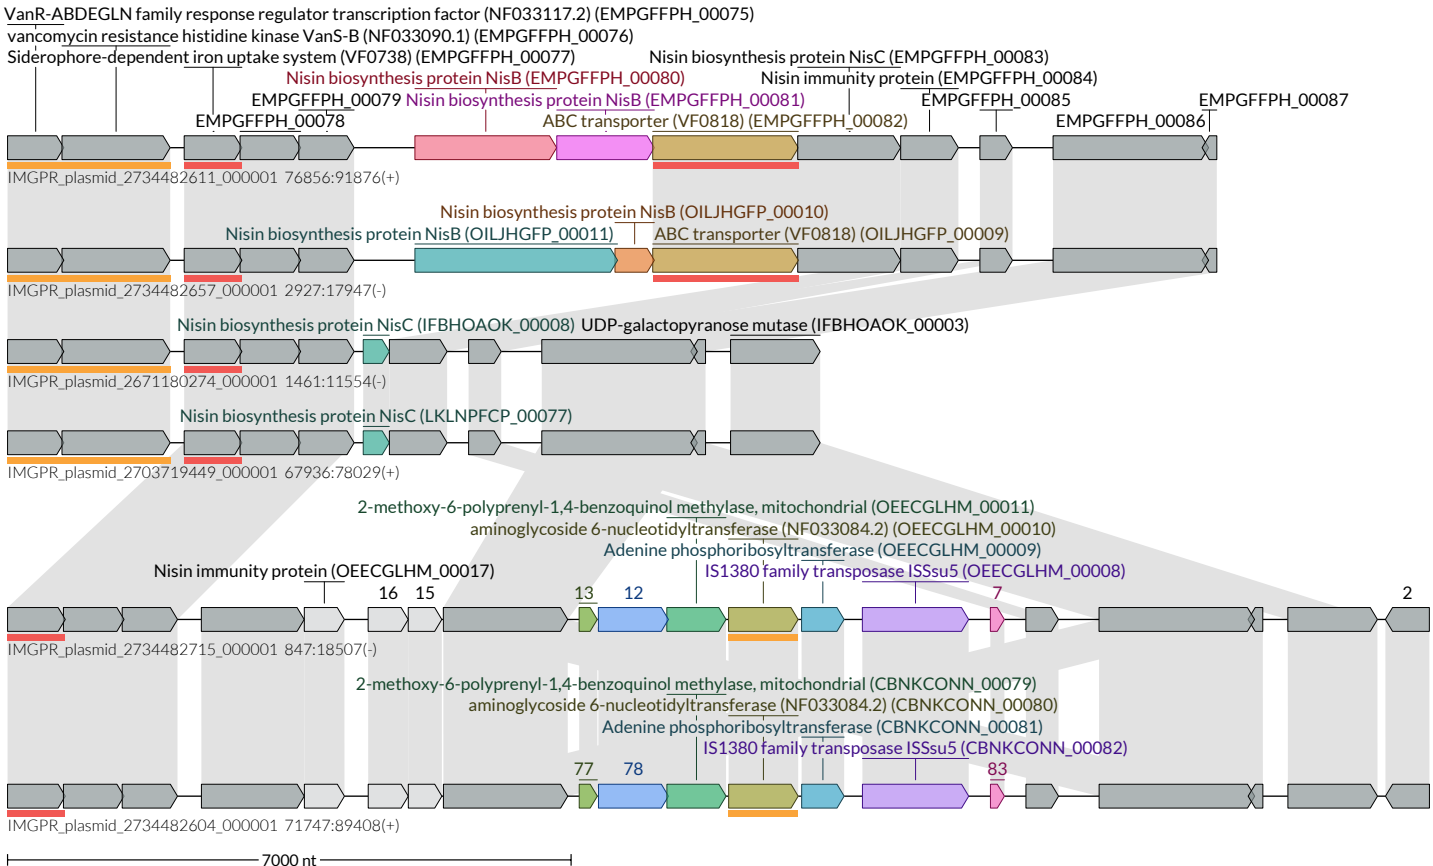 VanR-ABDEGLN family response regulator transcription factor (NF033117.2) (EMPGFFPH_00075)
vancomycin resistance histidine kinase VanS-B (NF033090.1) (EMPGFFPH_00076)
Siderophore-dependent iron uptake system (VF0738) (EMPGFFPH_00077) Nisin biosynthesis protein NisC (EMPGFFPH_00083)
Nisin biosynthesis protein NisB (EMPGFFPH_00080) Nisin immunity protein (EMPGFFPH_00084)
EMPGFFPH_00079 Nisin biosynthesis protein NisB (EMPGFFPH_00081) EMPGFFPH_00085 EMPGFFPH_00087
EMPGFFPH_00078 ABC transporter (VF0818) (EMPGFFPH_00082) EMPGFFPH_00086
IMGPR_plasmid_2734482611_000001 76856:91876(+)
Nisin biosynthesis protein NisB (OILJHGFP_00010)
Nisin biosynthesis protein NisB (OILJHGFP_00011) ABC transporter (VF0818) (OILJHGFP_00009)
IMGPR_plasmid_2734482657_000001 2927:17947(-)
Nisin biosynthesis protein NisC (IFBHOAOK_00008) UDP-galactopyranose mutase (IFBHOAOK_00003)
IMGPR_plasmid_2671180274_000001 1461:11554(-)
Nisin biosynthesis protein NisC (LKLNPFCP_00077)
IMGPR_plasmid_2703719449_000001 67936:78029(+)
2-methoxy-6-polyprenyl-1,4-benzoquinol methylase, mitochondrial (OEECGLHM_00011)
aminoglycoside 6-nucleotidyltransferase (NF033084.2) (OEECGLHM_00010)
Adenine phosphoribosyltransferase (OEECGLHM_00009)
Nisin immunity protein (OEECGLHM_00017) IS1380 family transposase ISSsu5 (OEECGLHM_00008)
16 15 13 12 7 2
IMGPR_plasmid_2734482715_000001 847:18507(-)
2-methoxy-6-polyprenyl-1,4-benzoquinol methylase, mitochondrial (CBNKCONN_00079)
aminoglycoside 6-nucleotidyltransferase (NF033084.2) (CBNKCONN_00080)
Adenine phosphoribosyltransferase (CBNKCONN_00081)
IS1380 family transposase ISSsu5 (CBNKCONN_00082)
77 78 83
IMGPR_plasmid_2734482604_000001 71747:89408(+)
7000 nt